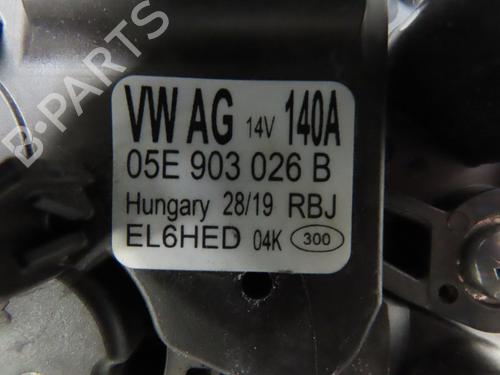 VW AG 14V 140A
05E 903 026 B
Hungary 28/19 RBJ
EL6HED 04K 300
B-PARTS